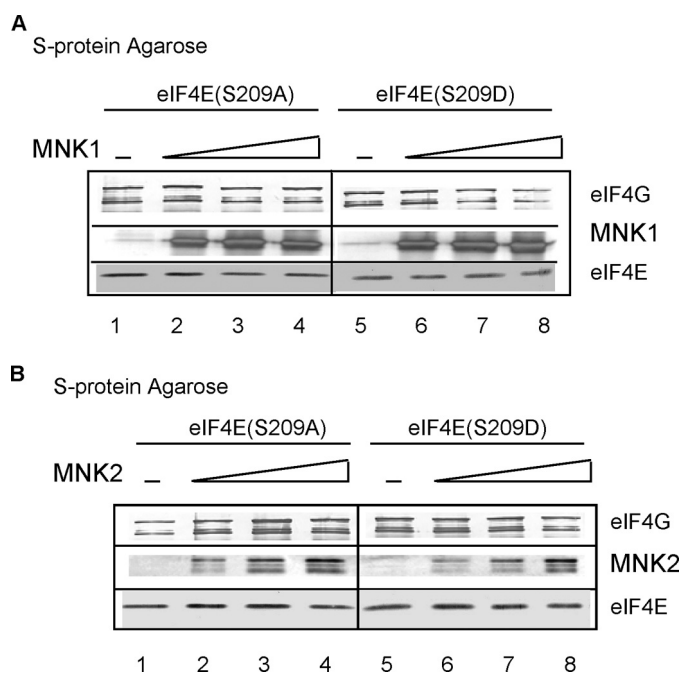 A
S-protein Agarose
eIF4E(S209A) eIF4E(S209D)
MNK1 – –
eIF4G
MNK1
eIF4E
1 2 3 4 5 6 7 8
B
S-protein Agarose
eIF4E(S209A) eIF4E(S209D)
MNK2 – –
eIF4G
MNK2
eIF4E
1 2 3 4 5 6 7 8